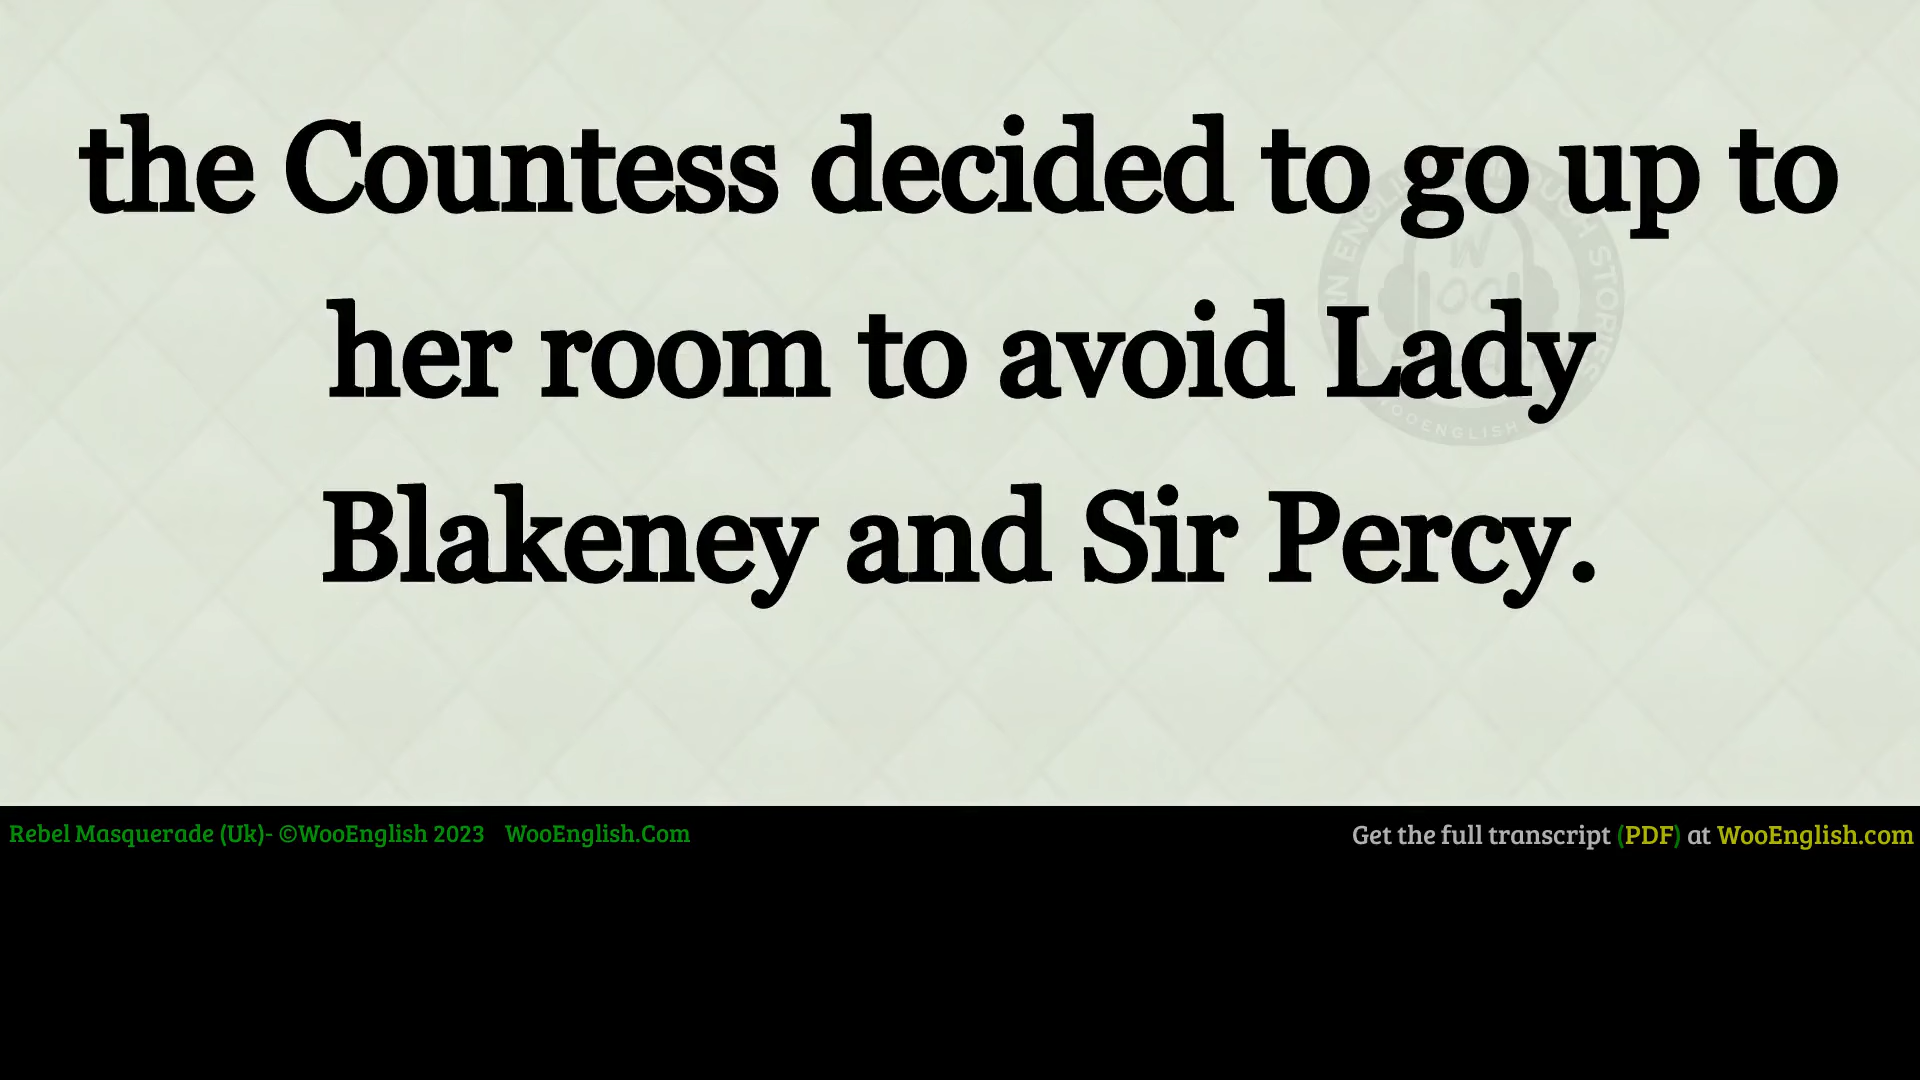 the Countess decided to go up to
her room to avoid Lady
Blakeney and Sir Percy.
Rebel Masquerade (Uk)- ©WooEnglish 2023 WooEnglish.Com
Get the full transcript (PDF) at WooEnglish.com